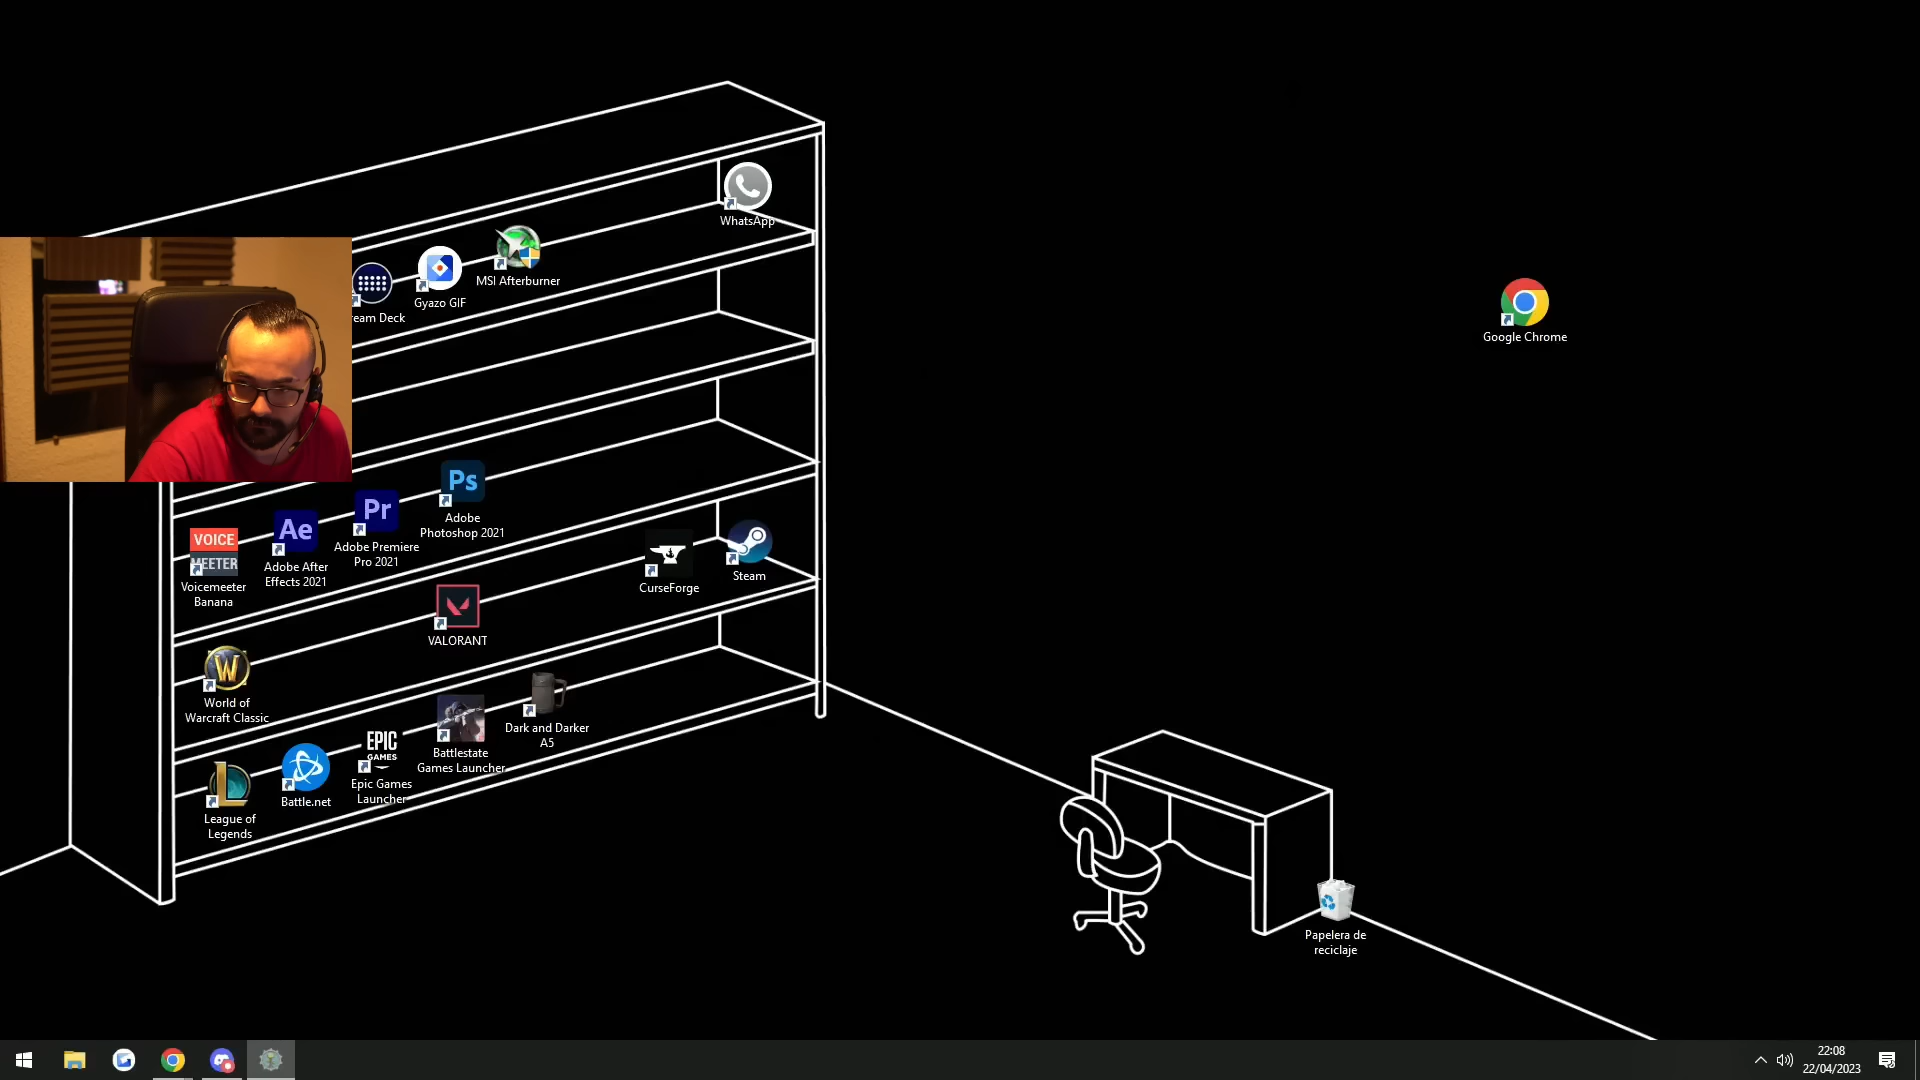 WhatsApp
MSI Afterburner
Gyazo GIF
ream Deck
Google Chrome
Ps
Adobe
Photoshop 2021
Pr
Adobe Premiere
Pro 2021
Ae
Adobe After
Effects 2021
VOICE
MEETER
Voicemeeter
Banana
CurseForge
Steam
VALORANT
W
World of
Warcraft Classic
Dark and Darker
A5
Battlestate
Games Launcher
EPIC
GAMES
Epic Games
Launcher
Battle.net
L
League of
Legends
Papelera de
reciclaje
22:08
22/04/2023